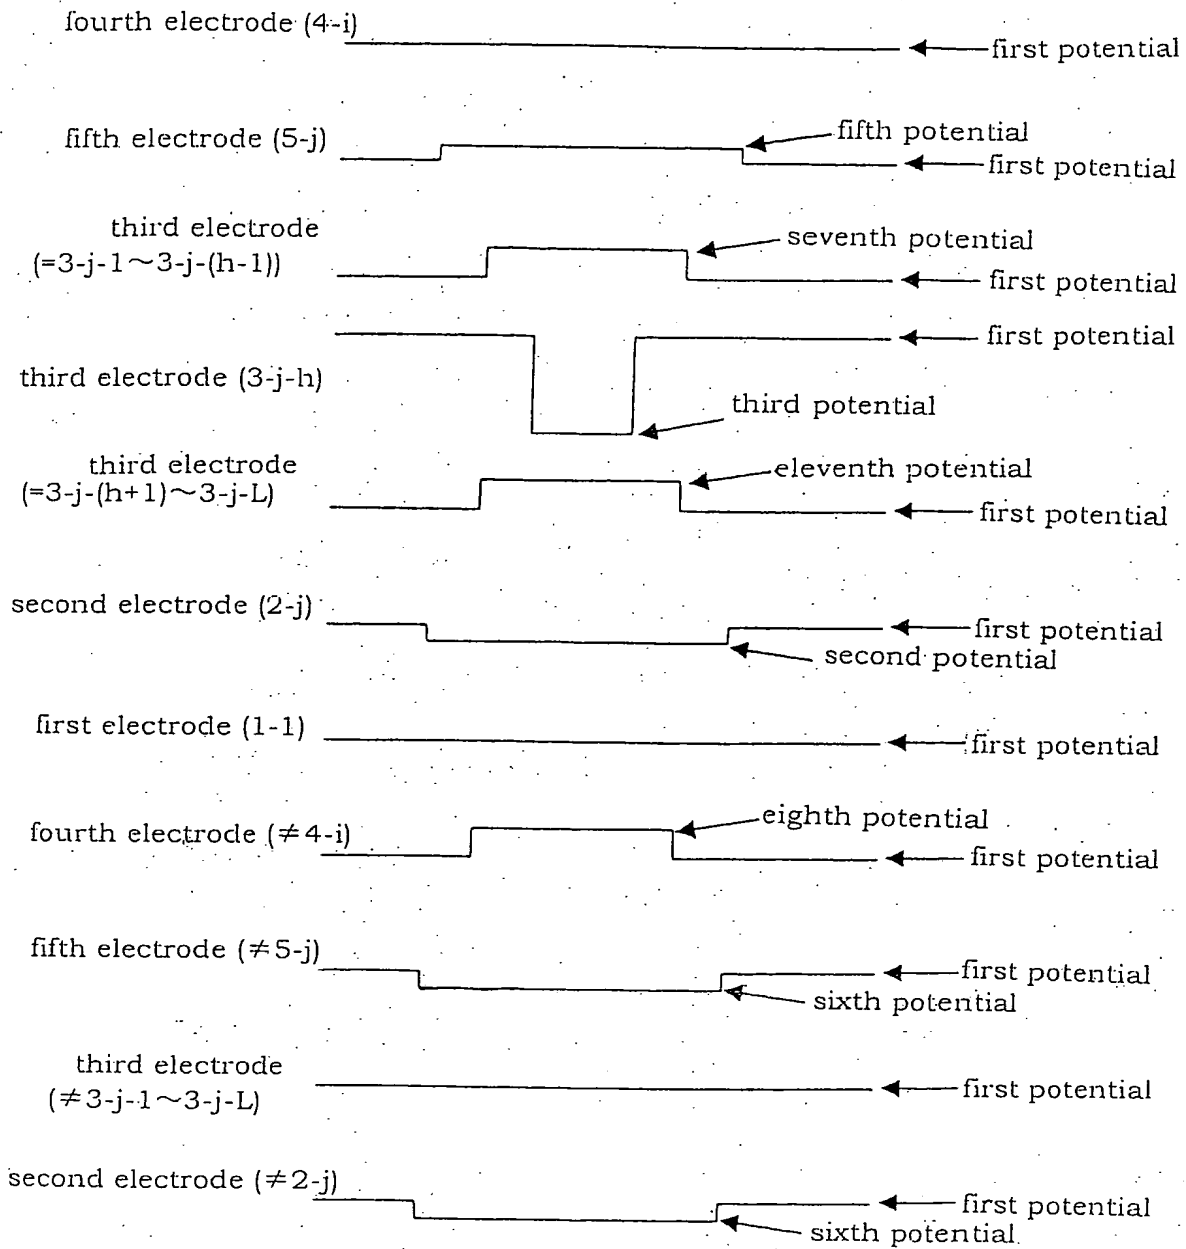 fourth electrode (4-i)
first potential
fifth electrode (5-j)
fifth potential
first potential
third electrode
(=3-j-1~3-j-(h-1))
seventh potential
first potential
first potential
third electrode (3-j-h)
third potential
third electrode
(=3-j-(h+1)~3-j-L)
eleventh potential
first potential
second electrode (2-j)
first potential
second potential
first electrode (1-1)
first potential
fourth electrode (≠4-i)
eighth potential
first potential
fifth electrode (≠5-j)
first potential
sixth potential
third electrode
(≠3-j-1~3-j-L)
first potential
second electrode (≠2-j)
first potential
sixth potential